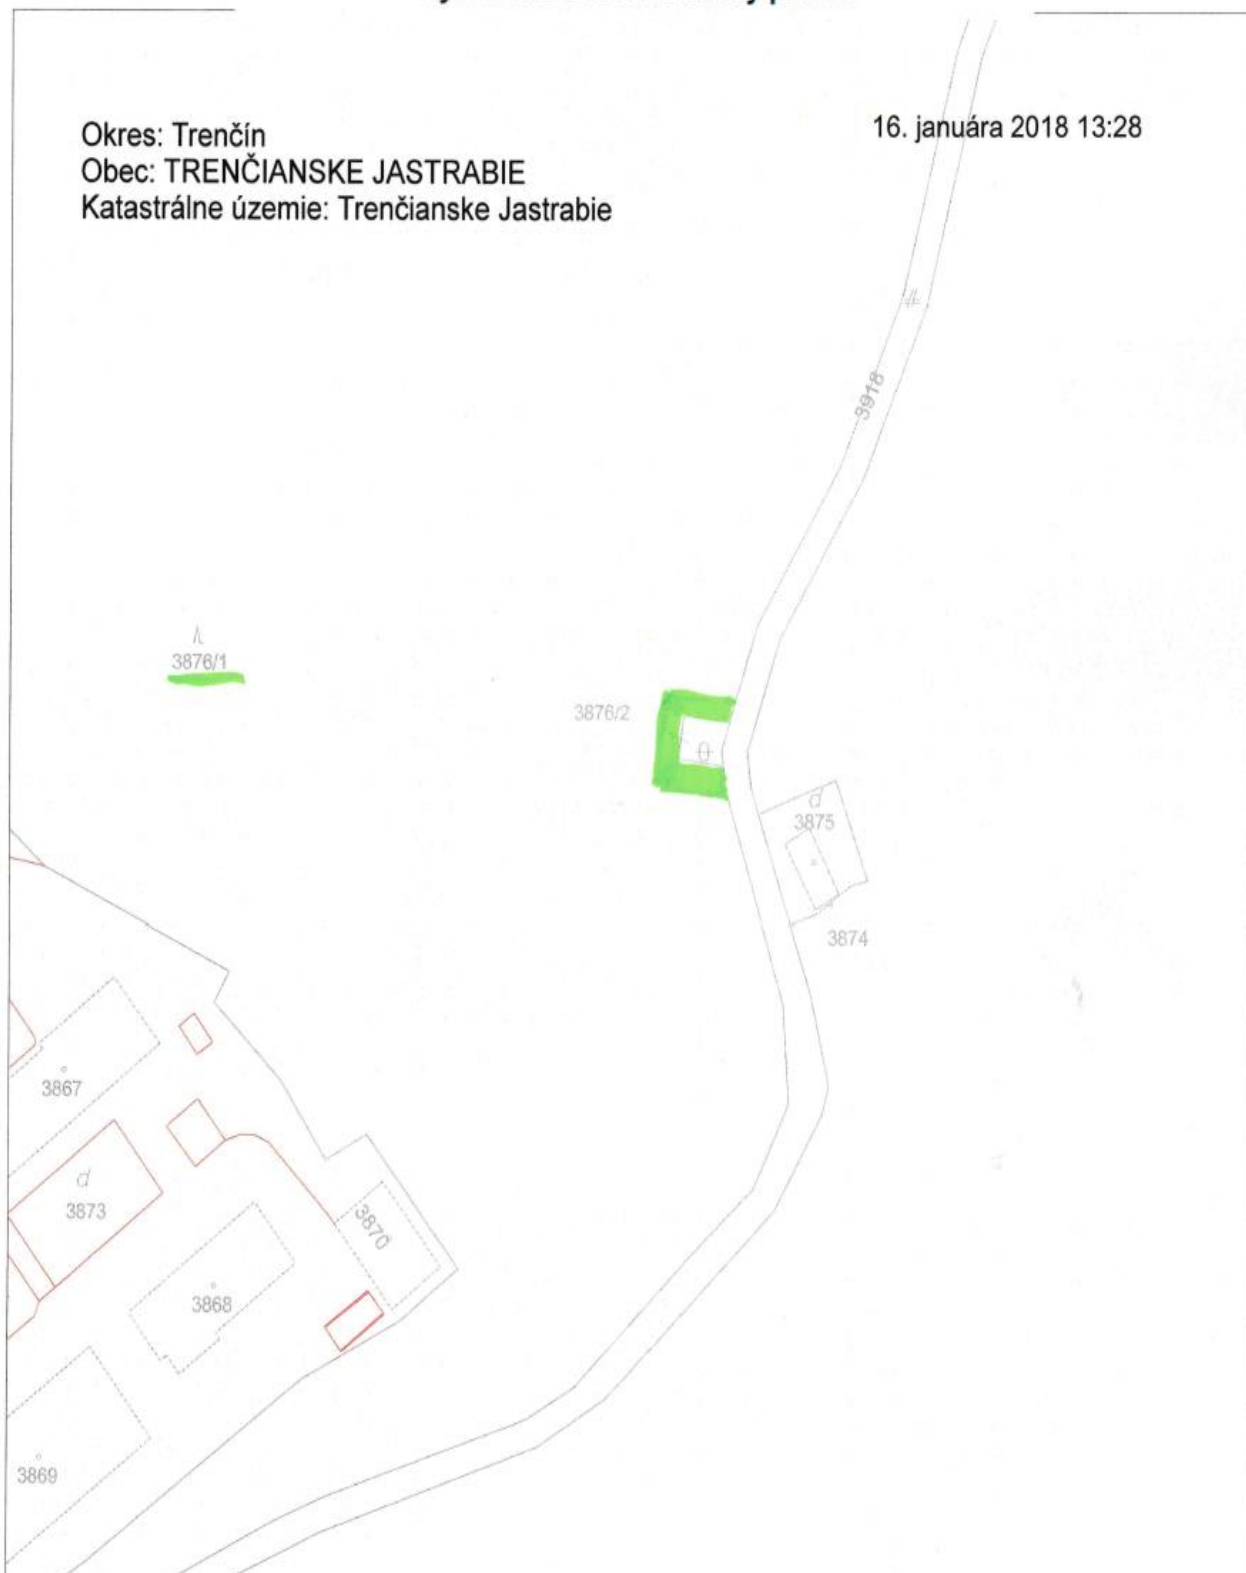 Okres: Trenčín
Obec: TRENČIANSKE JASTRABIE
Katastrálne územie: Trenčianske Jastrabie
16. januára 2018 13:28
3918
3876/1
3876/2
d
3875
3874
3867
d
3873
3870
3868
3869